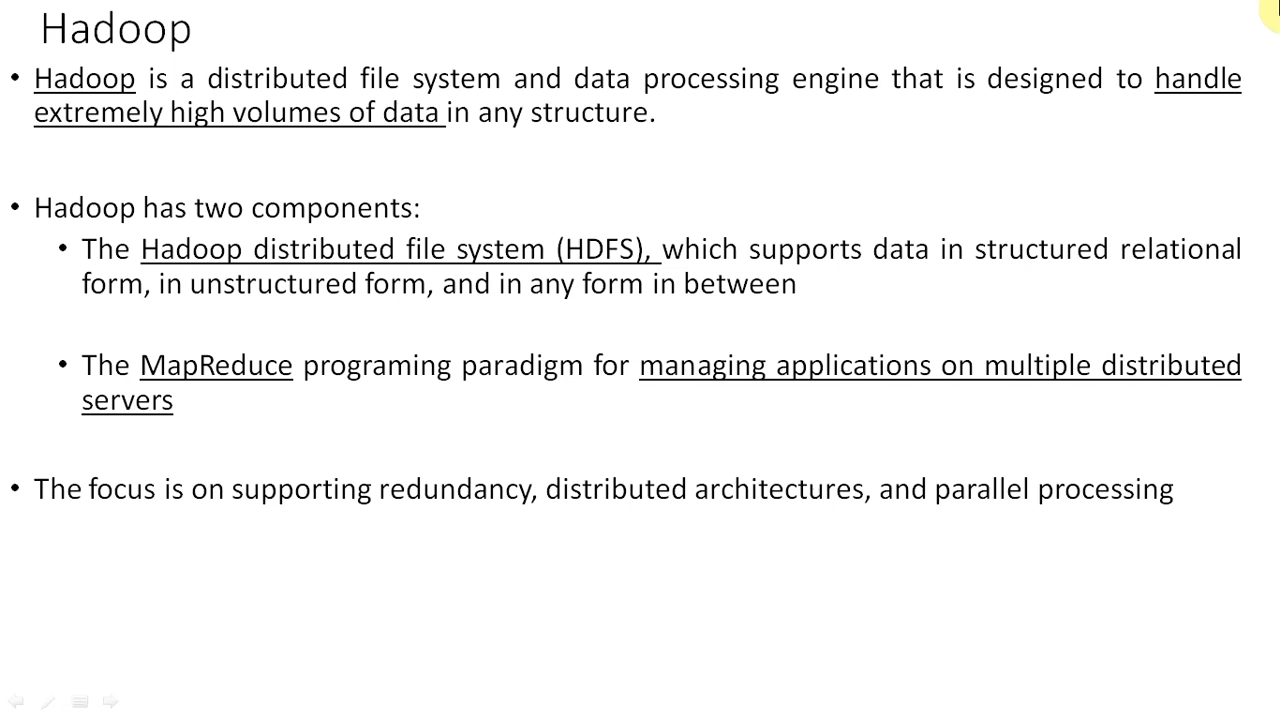 Hadoop
• Hadoop is a distributed file system and data processing engine that is designed to handle
extremely high volumes of data in any structure.
• Hadoop has two components:
• The Hadoop distributed file system (HDFS), which supports data in structured relational
form, in unstructured form, and in any form in between
• The MapReduce programing paradigm for managing applications on multiple distributed
servers
• The focus is on supporting redundancy, distributed architectures, and parallel processing